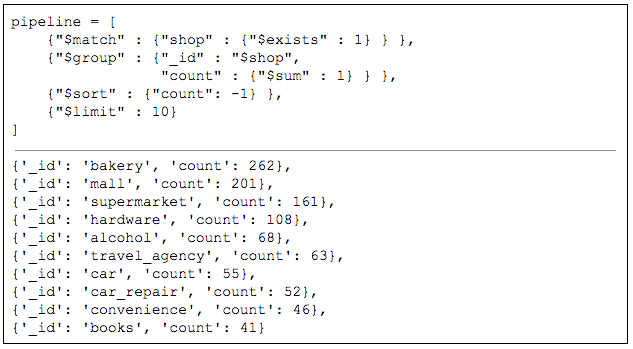 pipeline = [
    {"$match" : {"shop" : {"$exists" : 1} } },
    {"$group" : {"_id" : "$shop",
                 "count" : {"$sum" : 1} } },
    {"$sort" : {"count": -1} },
    {"$limit" : 10}
]
{'_id': 'bakery', 'count': 262},
{'_id': 'mall', 'count': 201},
{'_id': 'supermarket', 'count': 161},
{'_id': 'hardware', 'count': 108},
{'_id': 'alcohol', 'count': 68},
{'_id': 'travel_agency', 'count': 63},
{'_id': 'car', 'count': 55},
{'_id': 'car_repair', 'count': 52},
{'_id': 'convenience', 'count': 46},
{'_id': 'books', 'count': 41}